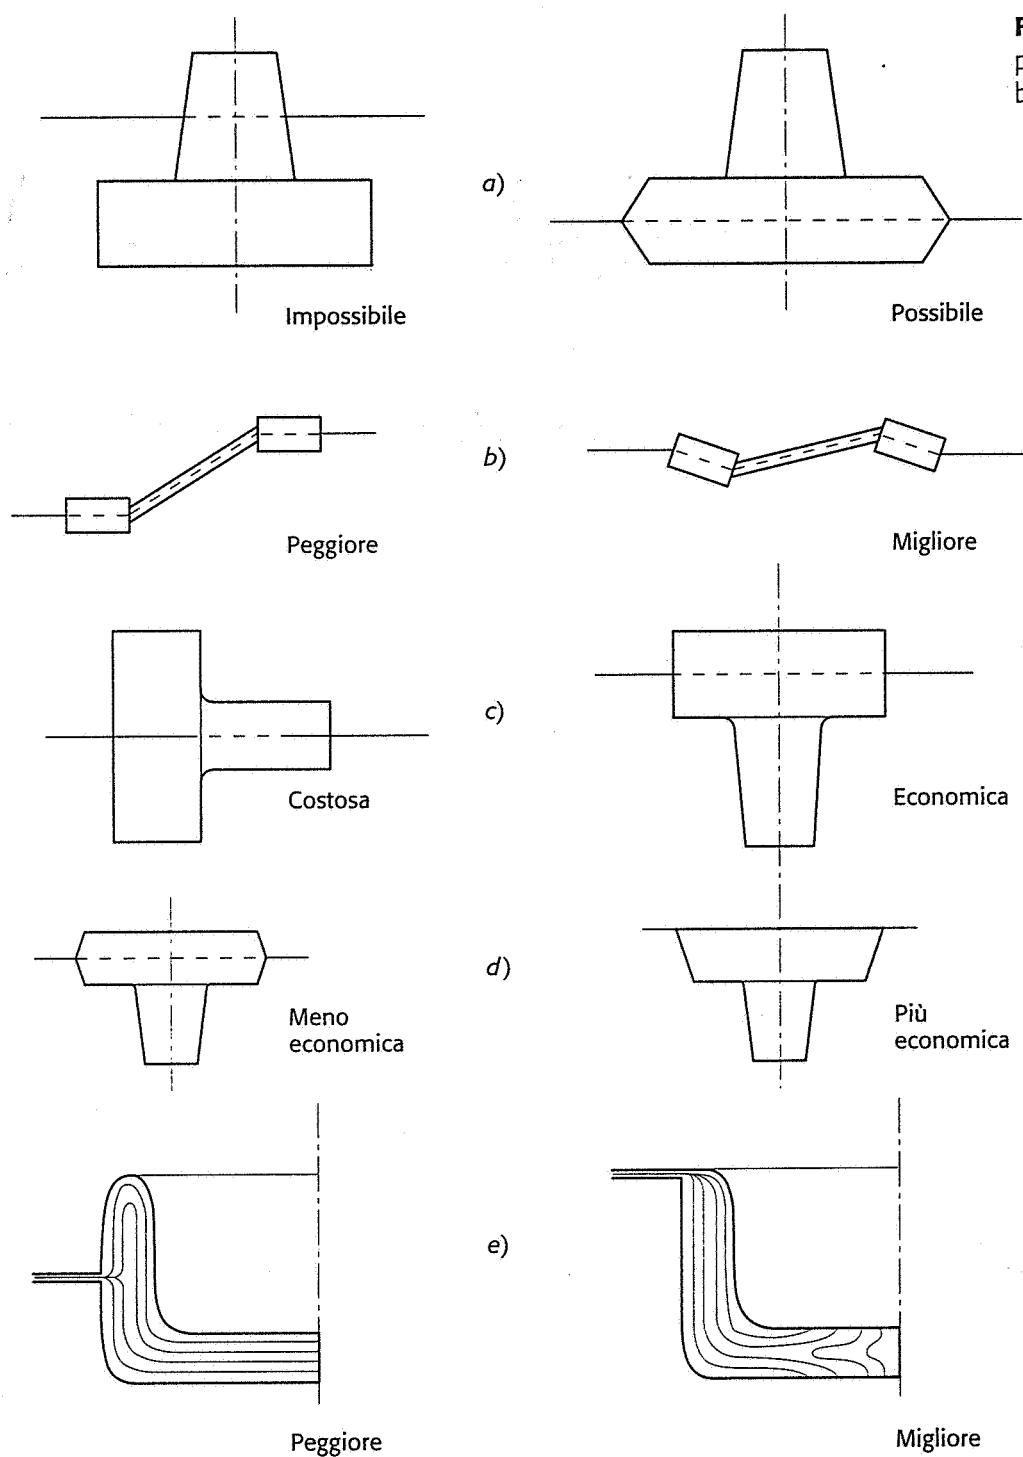 a)
Impossibile
Possibile
b)
Peggiore
Migliore
c)
Costosa
Economica
d)
Meno
economica
Più
economica
e)
Peggiore
Migliore